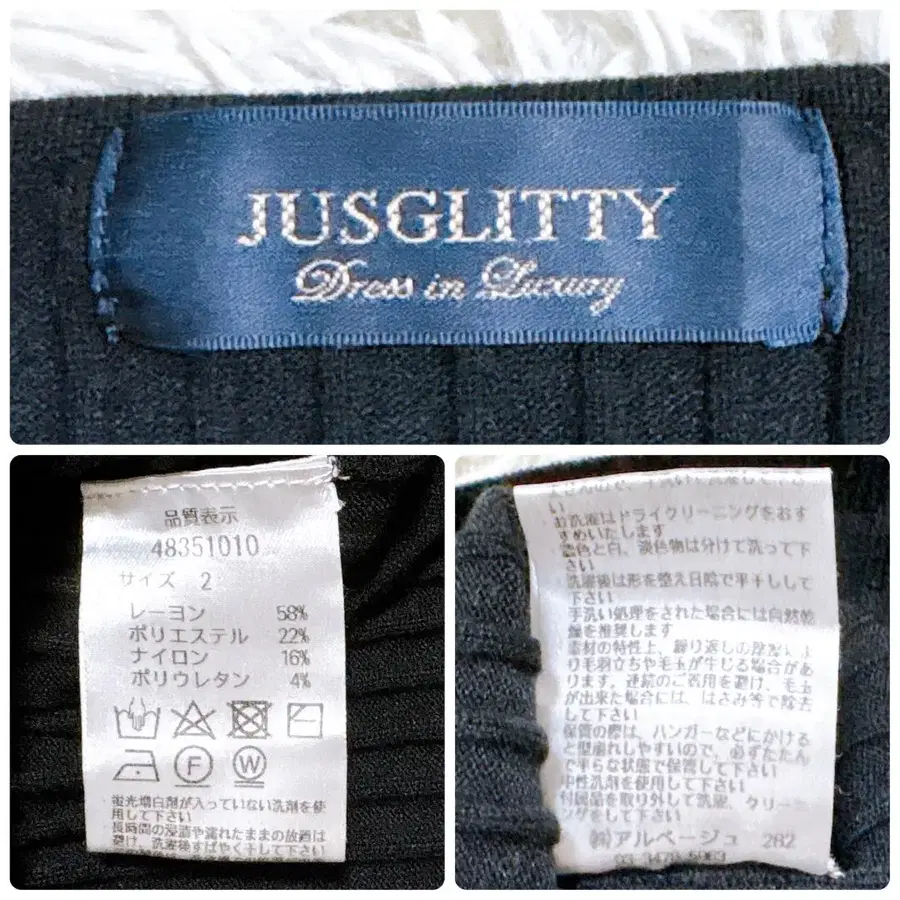 JUSGLITTY
Dress in Luxury
品質表示
48351010
サイズ 2
レーヨン 58%
ポリエステル 22%
ナイロン 16%
ポリウレタン 4%
F W
蛍光増白剤が入っていない洗剤を使
用して下さい
長時間の浸漬や濡れたままの放置は
避け、洗濯後すばやく干して下さい
い
お洗濯はドライクリーニングをおす
すめいたします
濃色と白、淡色物は分けて洗って下
さい
洗濯後は形を整え日陰で平干しして
下さい
手洗い処理をされた場合には自然乾
燥を推奨します
素材の特性上、繰り返しの摩擦によ
り毛羽立ちや毛玉が生じる場合があ
ります。連続のご着用を避け、毛玉
が出来た場合には、はさみ等で除去
して下さい
保管の際は、ハンガーなどにかける
と型崩れしやすいので、必ずたたん
で平らな状態で保管して下さい
中性洗剤を使用して下さい
付属品を取り外して洗濯、クリーニ
ングをして下さい
㈱アルページュ 262